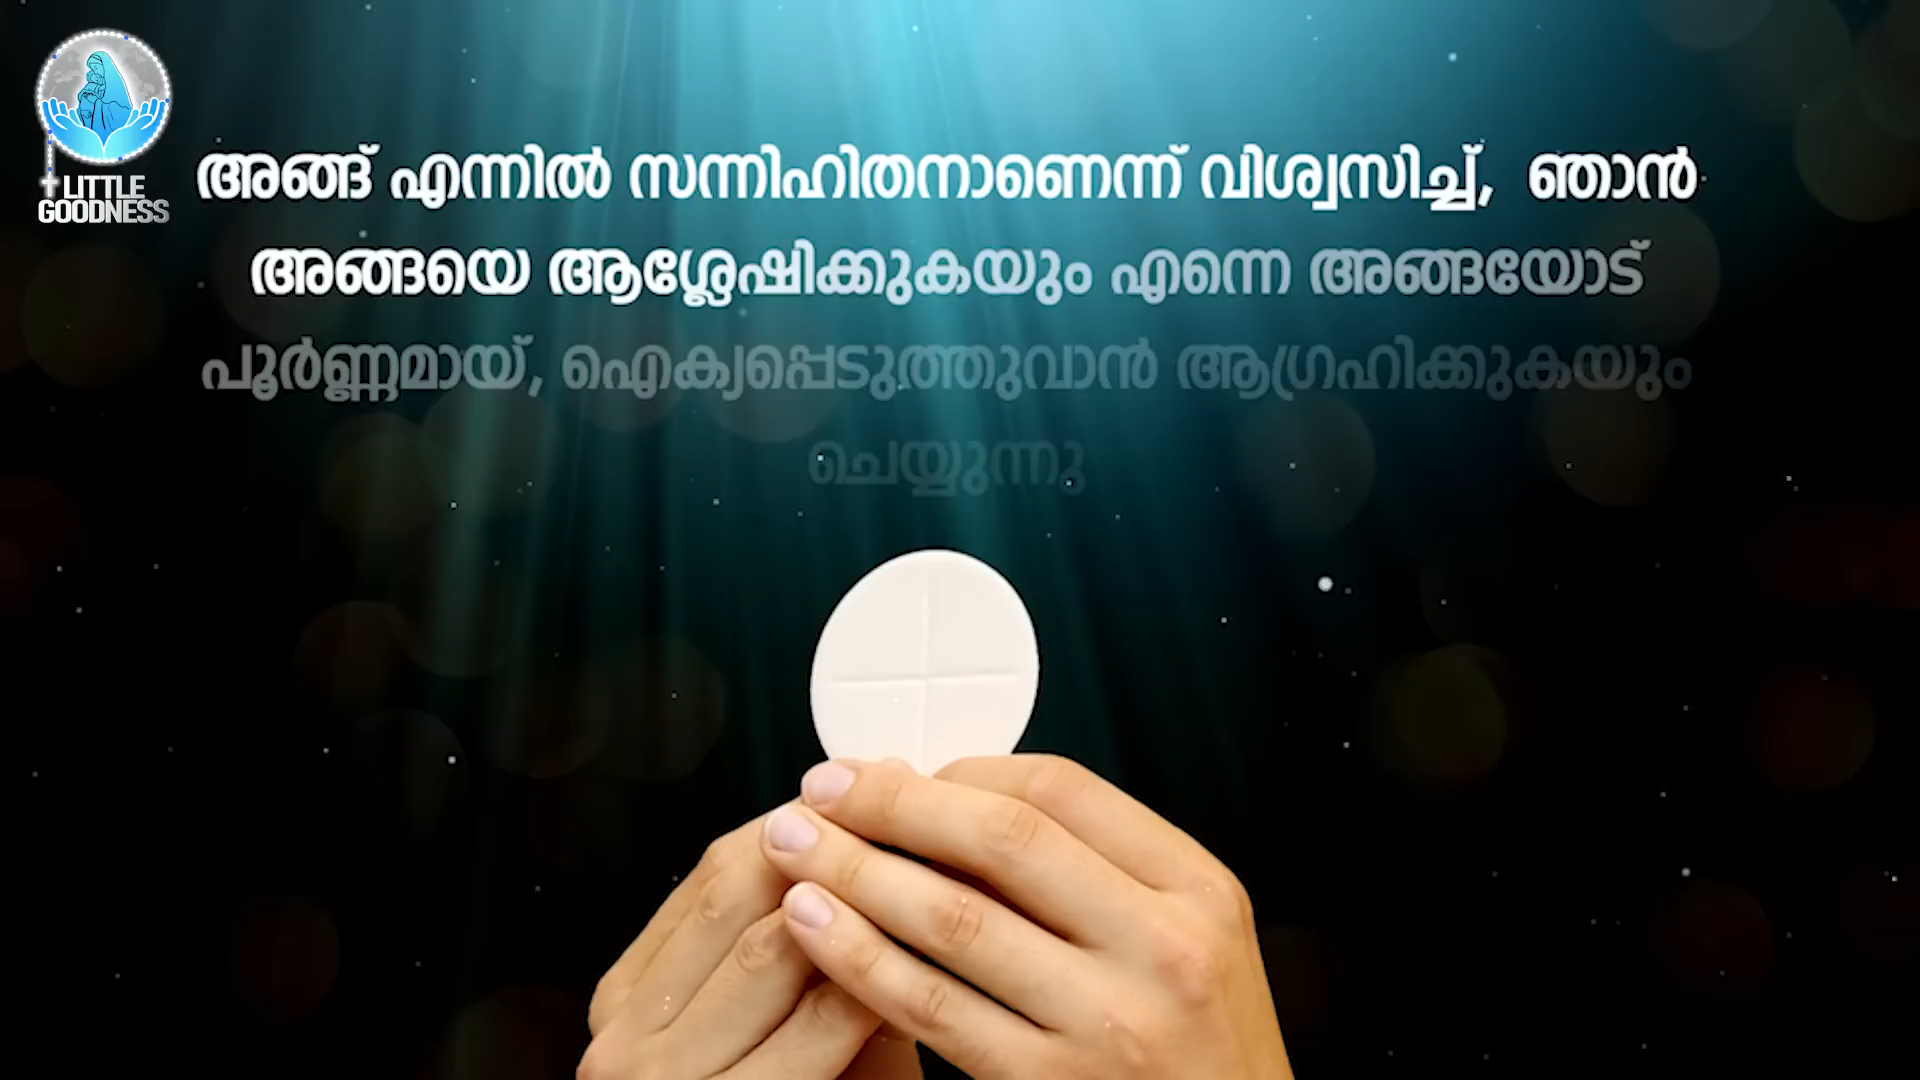 LITTLE
GOODNESS
അങ്ങ് എന്നിൽ സന്നിഹിതനാണെന്ന് വിശ്വസിച്ച്, ഞാൻ
അങ്ങയെ ആശ്ലേഷിക്കുകയും എന്നെ അങ്ങയോട്
പൂർണ്ണമായ്, ഐക്യപ്പെടുത്തുവാൻ ആഗ്രഹിക്കുകയും
ചെയ്യുന്നു